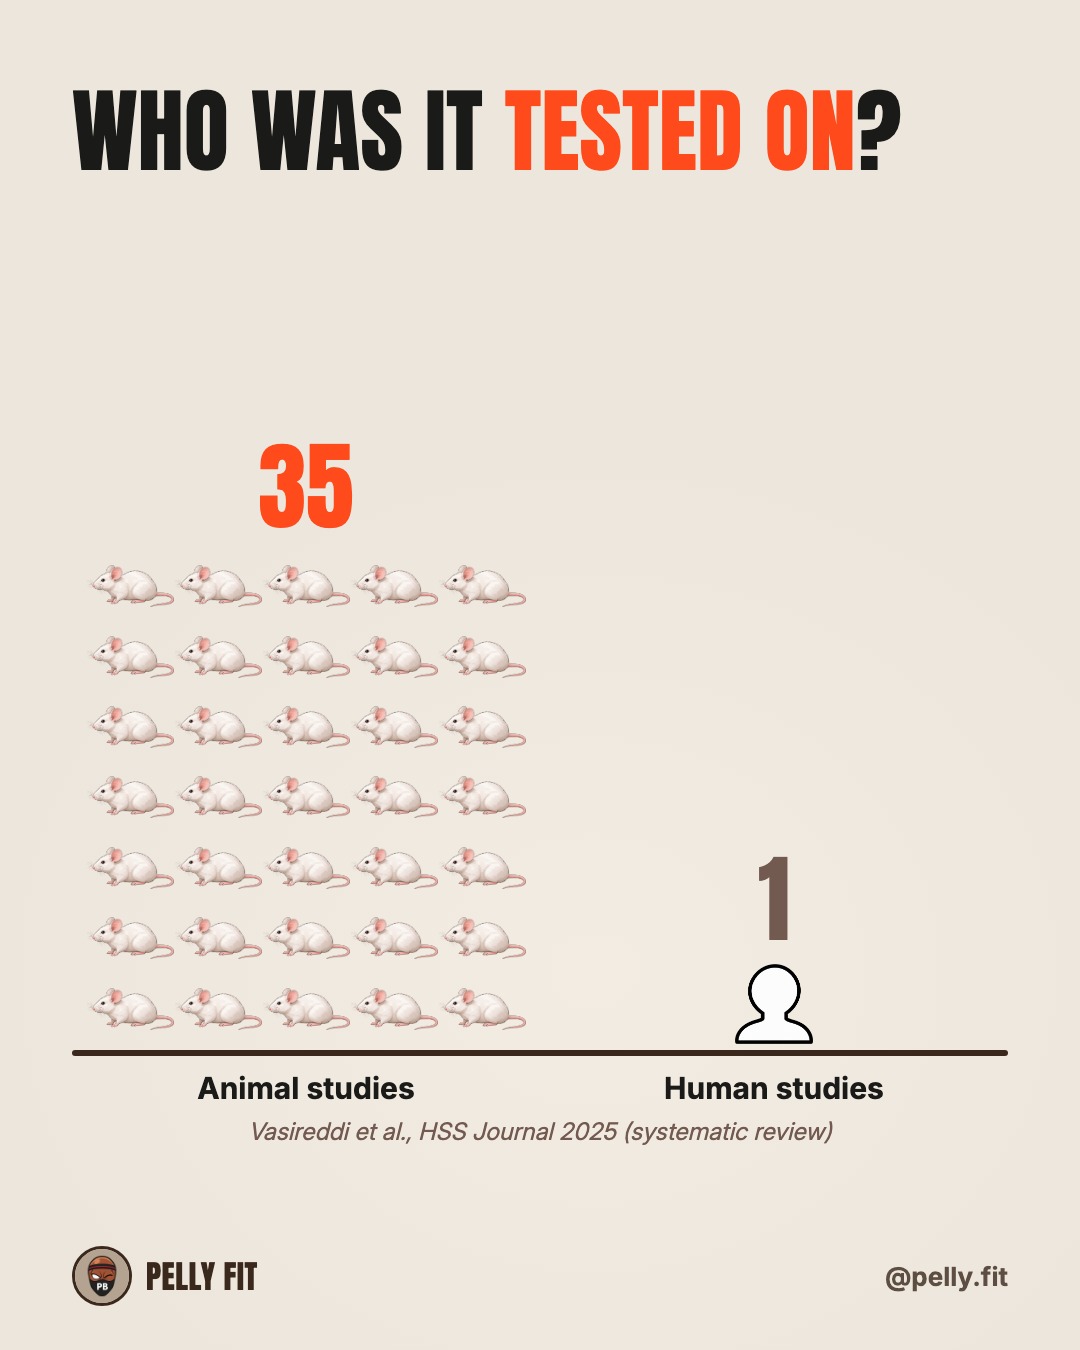 WHO WAS IT TESTED ON?
35
1
Animal studies
Human studies
Vasireddi et al., HSS Journal 2025 (systematic review)
PB
PELLY FIT
@pelly.fit